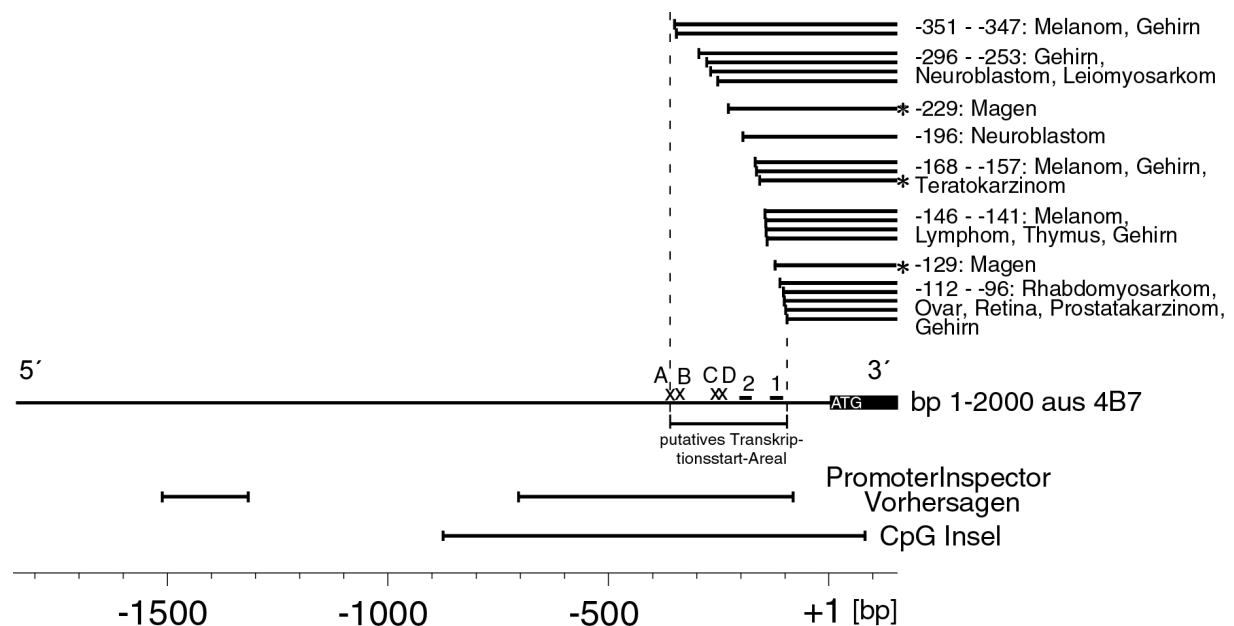 -351 - -347: Melanom, Gehirn
-296 - -253: Gehirn,
Neuroblastom, Leiomyosarkom
* -229: Magen
-196: Neuroblastom
-168 - -157: Melanom, Gehirn,
* Teratokarzinom
-146 - -141: Melanom,
Lymphom, Thymus, Gehirn
* -129: Magen
-112 - -96: Rhabdomyosarkom,
Ovar, Retina, Prostatakarzinom,
Gehirn
5´ 3´
A B C D 2 1
xx xx
ATG bp 1-2000 aus 4B7
putatives Transkrip-
tionsstart-Areal
PromoterInspector
Vorhersagen
CpG Insel
-1500 -1000 -500 +1 [bp]